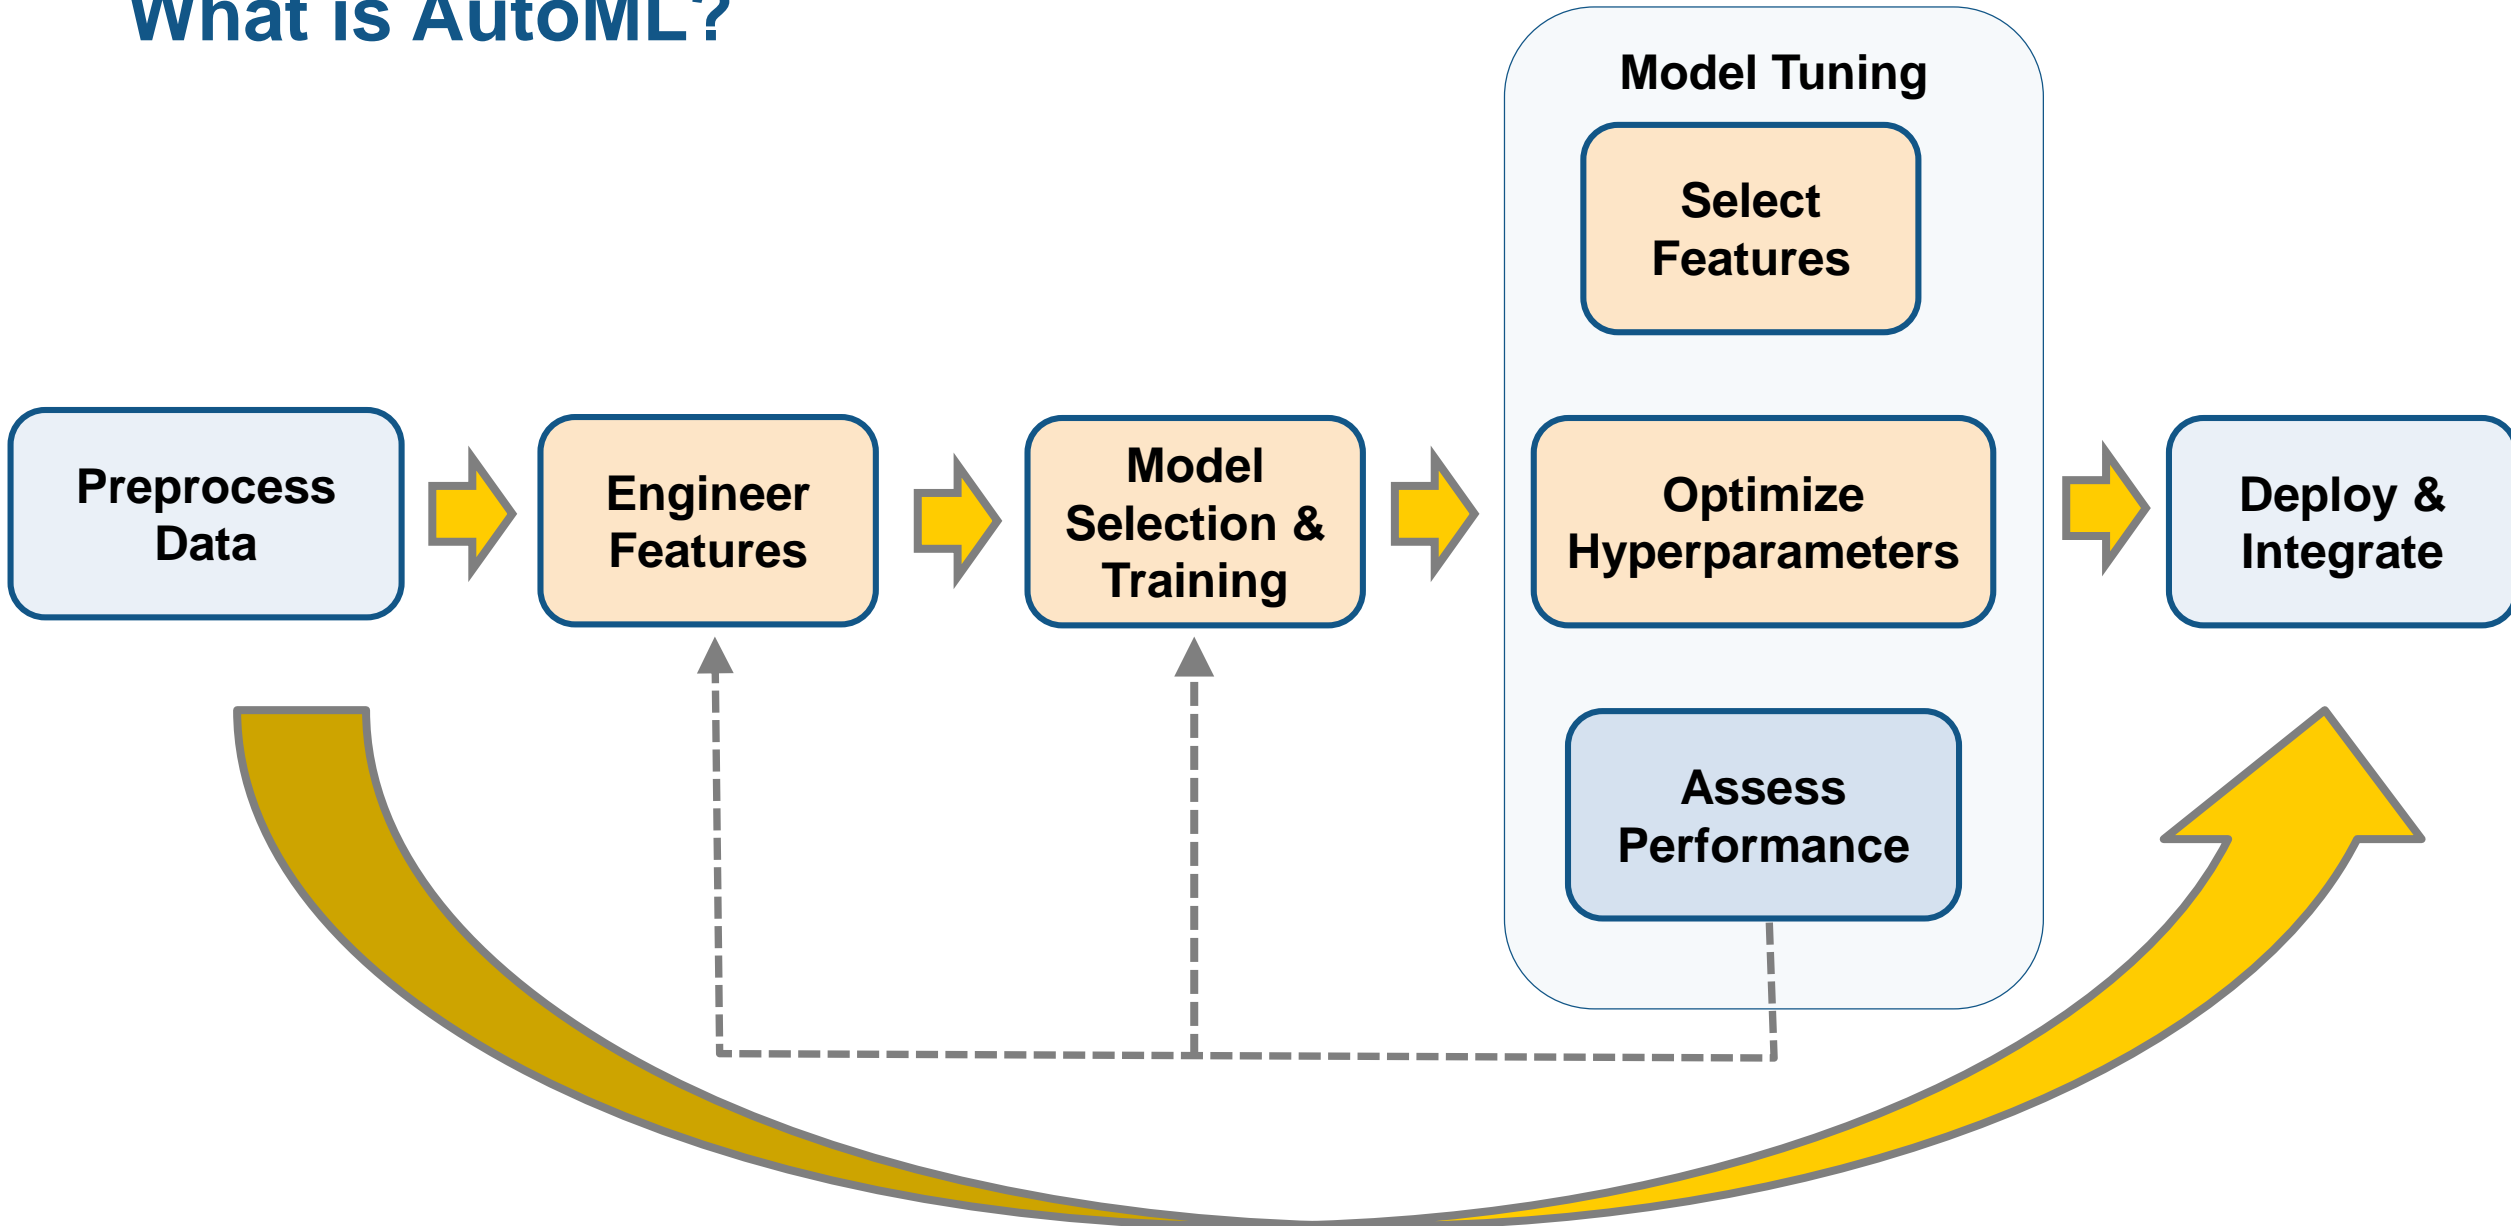 What is AutoML?
Model Tuning
Select
Features
Preprocess
Data
Engineer
Features
Model
Selection &
Training
Optimize
Hyperparameters
Deploy &
Integrate
Assess
Performance